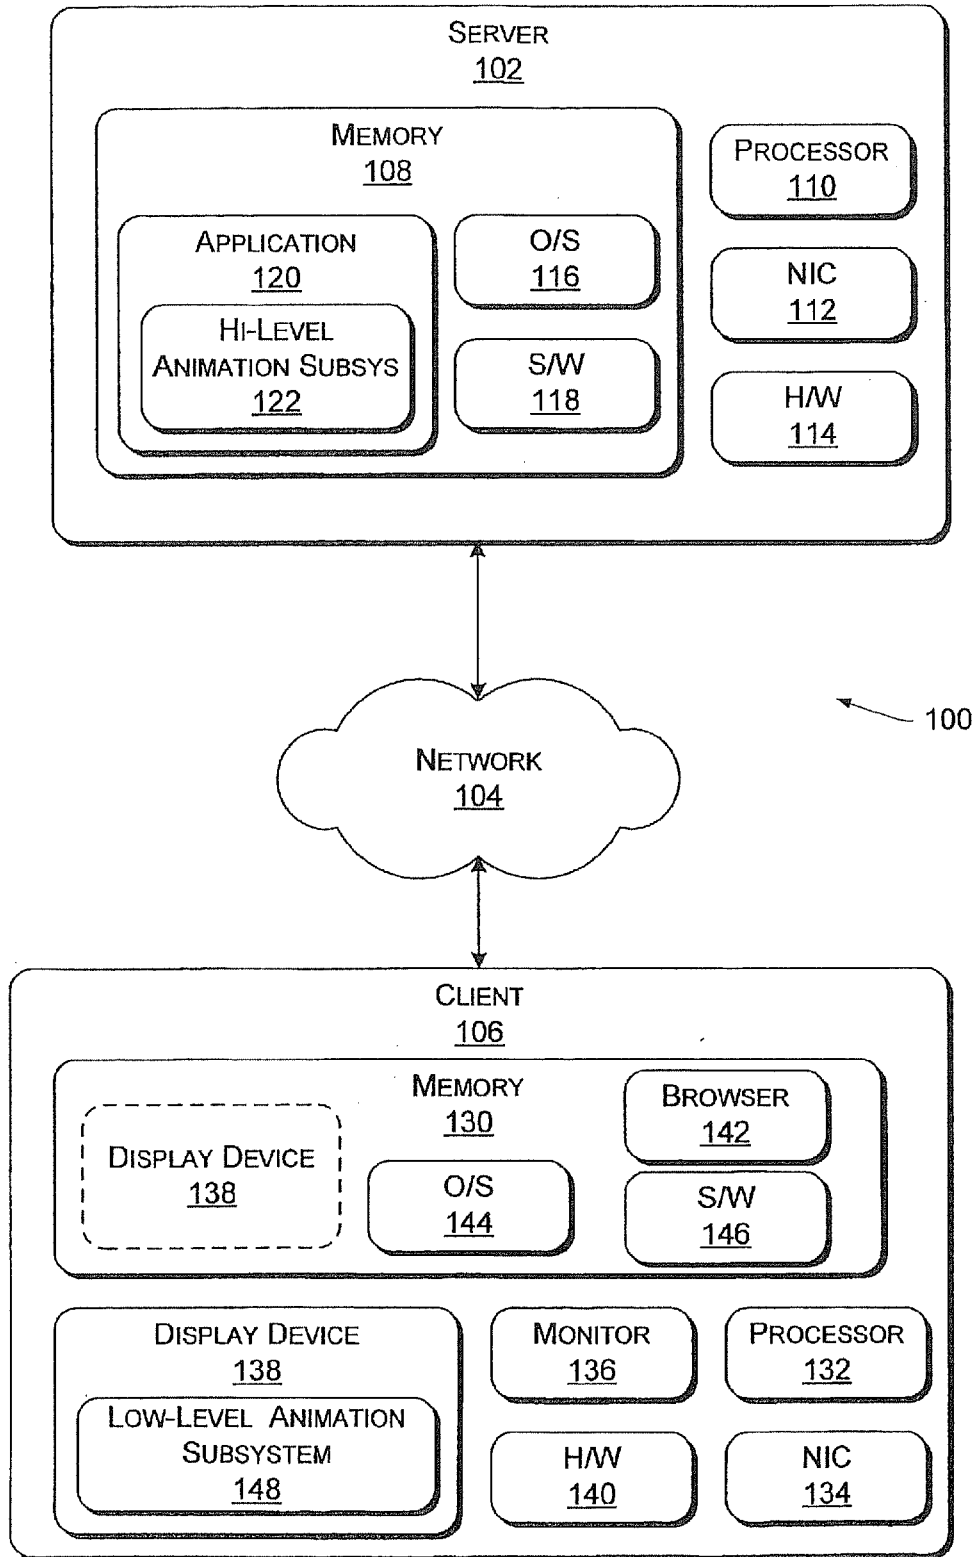 SERVER
102
MEMORY
108
PROCESSOR
110
APPLICATION
120
O/S
116
NIC
112
HI-LEVEL
ANIMATION SUBSYS
122
S/W
118
H/W
114
100
NETWORK
104
CLIENT
106
MEMORY
130
BROWSER
142
DISPLAY DEVICE
138
O/S
144
S/W
146
DISPLAY DEVICE
138
MONITOR
136
PROCESSOR
132
LOW-LEVEL ANIMATION
SUBSYSTEM
148
H/W
140
NIC
134